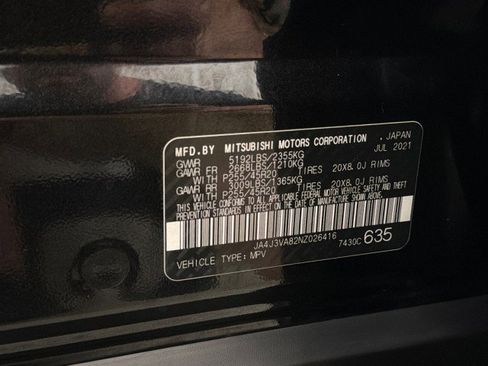 MFD.BY MITSUBISHI MOTORS CORPORATION , JAPAN
GVWR 5192LBS/2355KG JUL 2021
GAWR FR 2668LBS/1210KG
WITH P255/45R20 TIRES 20X8.0J RIMS
GAWR RR 3009LBS/1365KG
WITH P255/45R20 TIRES 20X8.0J RIMS
THIS VEHICLE CONFORMS TO ALL APPLICABLE FEDERAL MOTOR VEHICLE SAFETY AND
THEFT PREVENTION STANDARDS IN EFFECT ON THE DATE OF MANUFACTURE SHOWN ABOVE.
JA4J3VA82NZ026416
VEHICLE TYPE: MPV 7430C 635